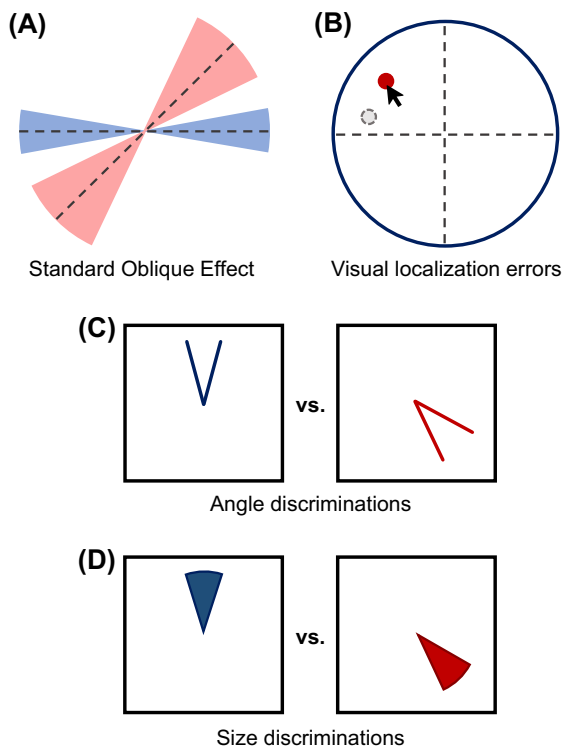 (A)
(B)
Standard Oblique Effect
Visual localization errors
(C)
vs.
Angle discriminations
(D)
vs.
Size discriminations